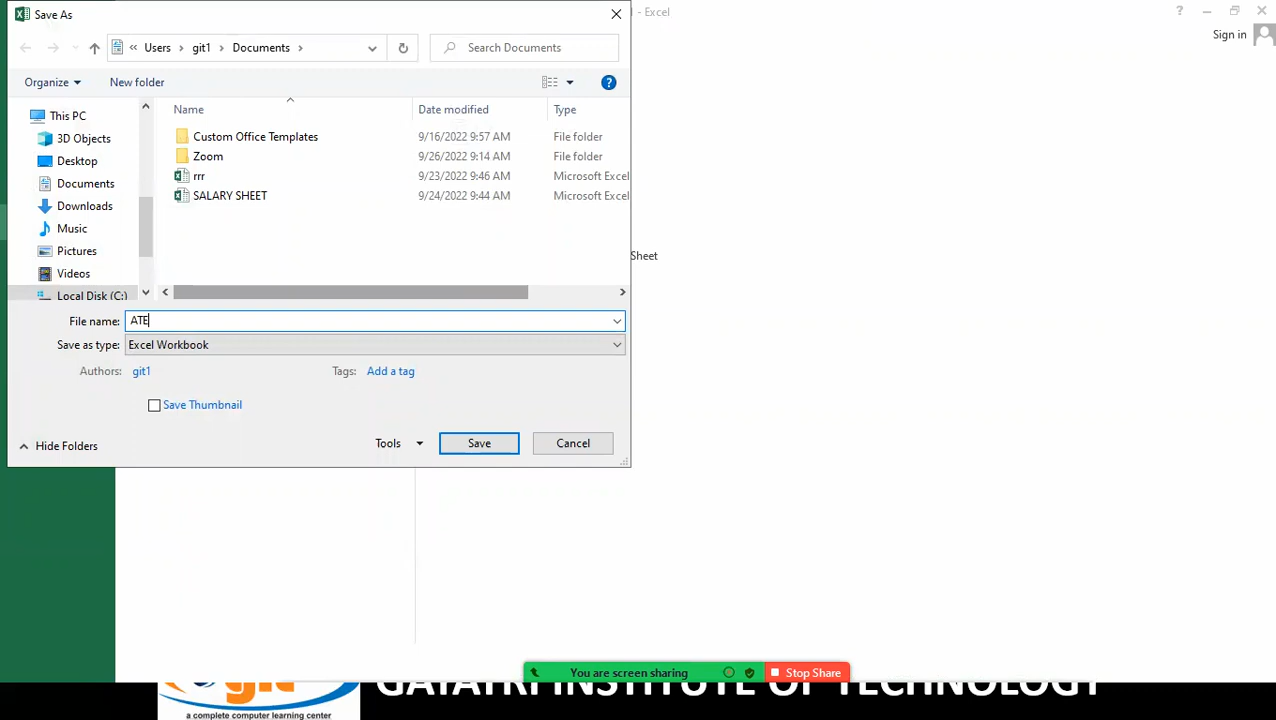 Save As
- Excel
Sign in
Users
git1
Documents
Search Documents
Organize
New folder
Name
Date modified
Type
This PC
3D Objects
Desktop
Documents
Downloads
Music
Pictures
Videos
Local Disk (C:)
Custom Office Templates 9/16/2022 9:57 AM File folder
Zoom 9/26/2022 9:14 AM File folder
rrr 9/23/2022 9:46 AM Microsoft Excel
SALARY SHEET 9/24/2022 9:44 AM Microsoft Excel
Sheet
File name: ATE
Save as type: Excel Workbook
Authors: git1
Tags: Add a tag
Save Thumbnail
Hide Folders
Tools
Save
Cancel
You are screen sharing
Stop Share
git
GAYATRI INSTITUTE OF TECHNOLOGY
a complete computer learning center